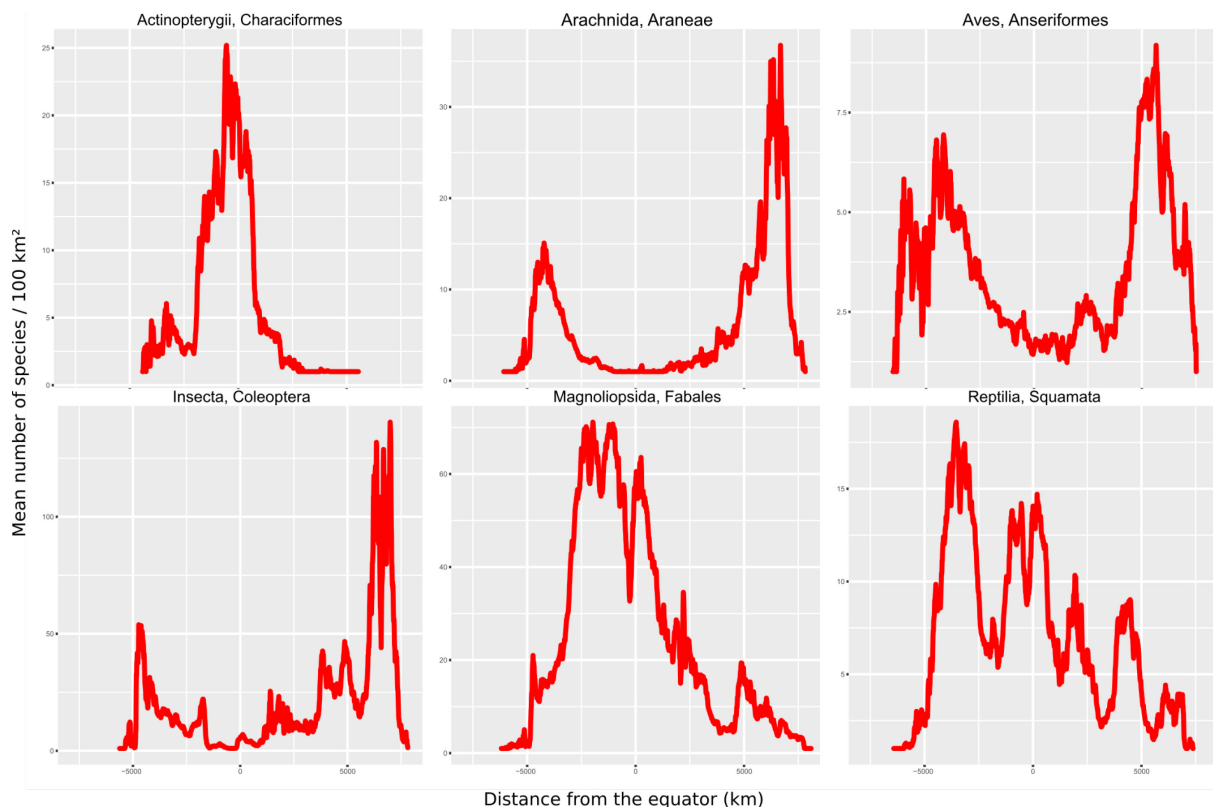 Actinopterygii, Characiformes
Arachnida, Araneae
Aves, Anseriformes
25
20
15
10
5
0
30
20
10
0
7.5
5.0
2.5
Mean number of species / 100 km²
Insecta, Coleoptera
Magnoliopsida, Fabales
Reptilia, Squamata
100
50
0
60
40
20
0
15
10
5
−5000 0 5000
−5000 0 5000
−5000 0 5000
Distance from the equator (km)